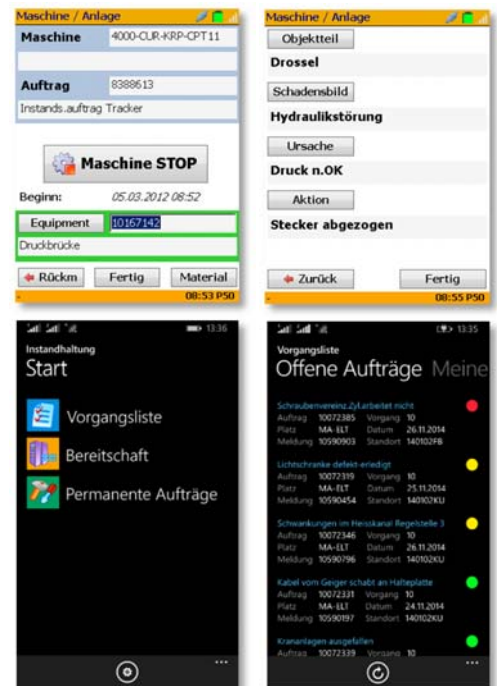 Maschine / Anlage
Maschine 4000-CUR-KRP-CPT11
Auftrag 8388613
Instands.auftrag Tracker
Maschine STOP
Beginn: 05.03.2012 08:52
Equipment 10167142
Druckbrücke
Rückm Fertig Material
08:53 P50
Maschine / Anlage
Objektteil
Drossel
Schadensbild
Hydraulikstörung
Ursache
Druck n.OK
Aktion
Stecker abgezogen
Zurück Fertig
08:55 P50
13:36
Instandhaltung
Start
Vorgangsliste
Bereitschaft
Permanente Aufträge
13:35
Vorgangsliste
Offene Aufträge Meine
Schraubenvereinz.Zyl.arbeitet nicht
Auftrag 10072385 Vorgang 10
Platz MA-ELT Datum 26.11.2014
Meldung 10590903 Standort 140102FB
Lichtschranke defekt-erledigt
Auftrag 10072319 Vorgang 10
Platz MA-ELT Datum 25.11.2014
Meldung 10590454 Standort 140102KU
Schwankungen im Heisskanal Regelstelle 3
Auftrag 10072346 Vorgang 10
Platz MA-ELT Datum 26.11.2014
Meldung 10590796 Standort 140102KU
Kabel vom Geiger schabt an Halteplatte
Auftrag 10072331 Vorgang 10
Platz MA-ELT Datum 24.11.2014
Meldung 10590197 Standort 140102KU
Krananlagen ausgefallen
Auftrag 10072339 Vorgang 10